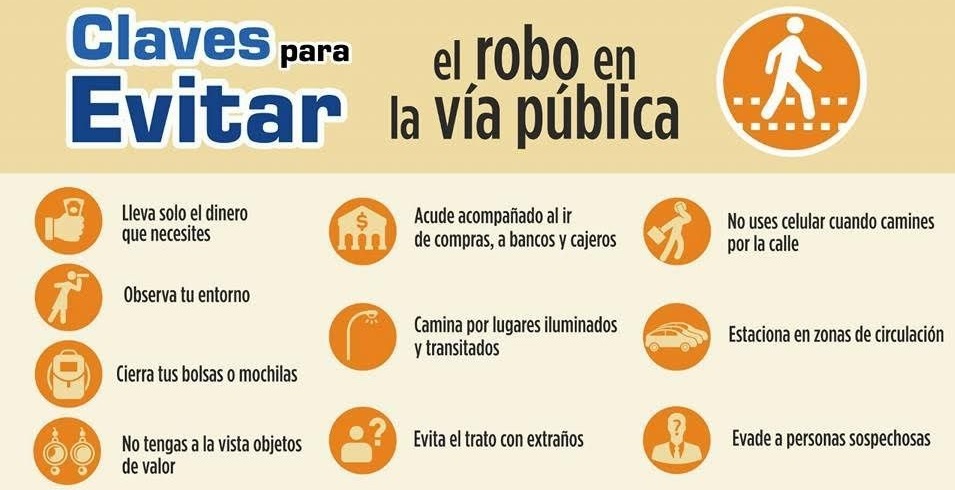 Claves para
Evitar
el robo en
la vía pública
Lleva solo el dinero
que necesites
Observa tu entorno
Cierra tus bolsas o mochilas
No tengas a la vista objetos
de valor
Acude acompañado al ir
de compras, a bancos y cajeros
Camina por lugares iluminados
y transitados
Evita el trato con extraños
No uses celular cuando camines
por la calle
Estaciona en zonas de circulación
Evade a personas sospechosas